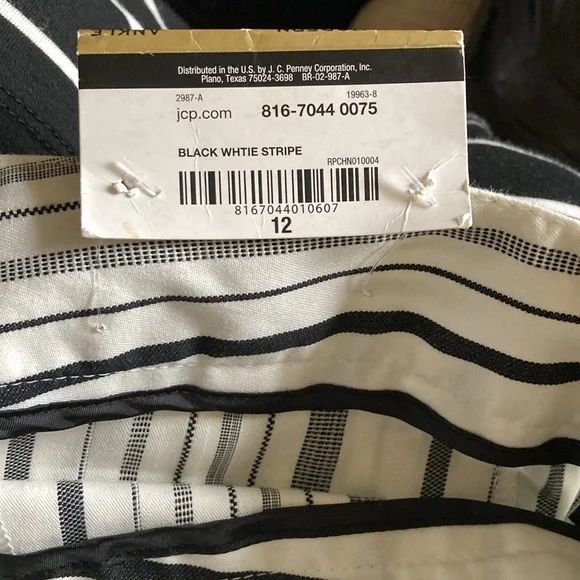 ANKLE
Distributed in the U.S. by J. C. Penney Corporation, Inc.
Plano, Texas 75024-3698 BR-02-987-A
2987-A 19963-8
jcp.com 816-7044 0075
BLACK WHTIE STRIPE
RPCHN010004
8167044010607
12